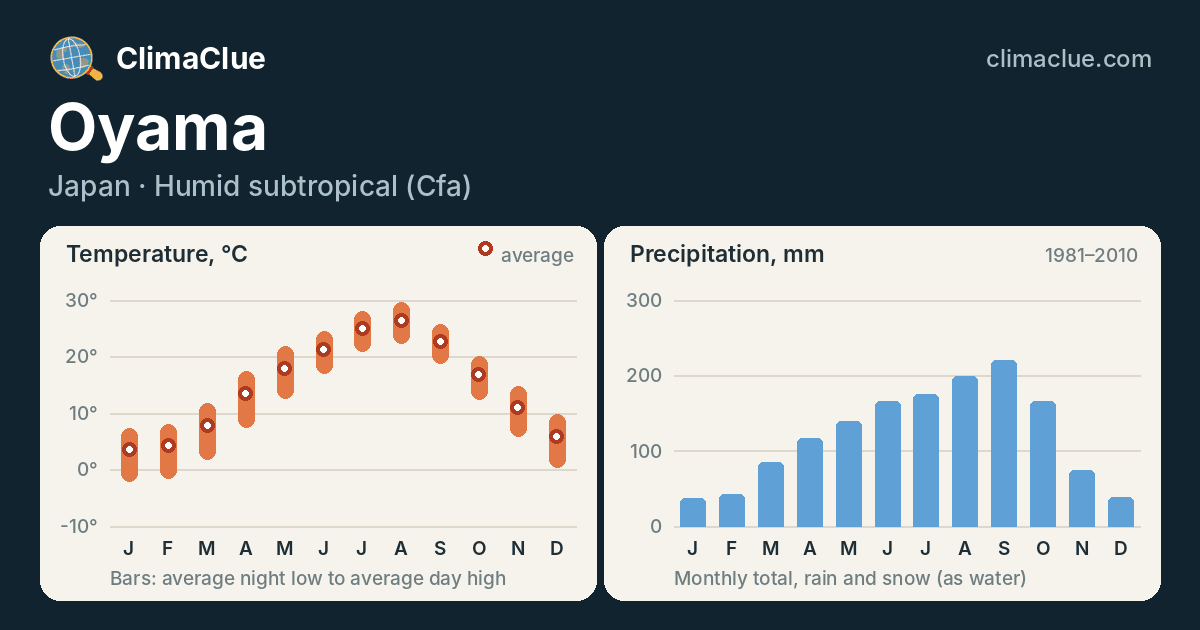 ClimaClue
climaclue.com
Oyama
Japan · Humid subtropical (Cfa)
Temperature, °C
average
30°
20°
10°
0°
-10°
J F M A M J J A S O N D
Bars: average night low to average day high
Precipitation, mm
1981–2010
300
200
100
0
J F M A M J J A S O N D
Monthly total, rain and snow (as water)